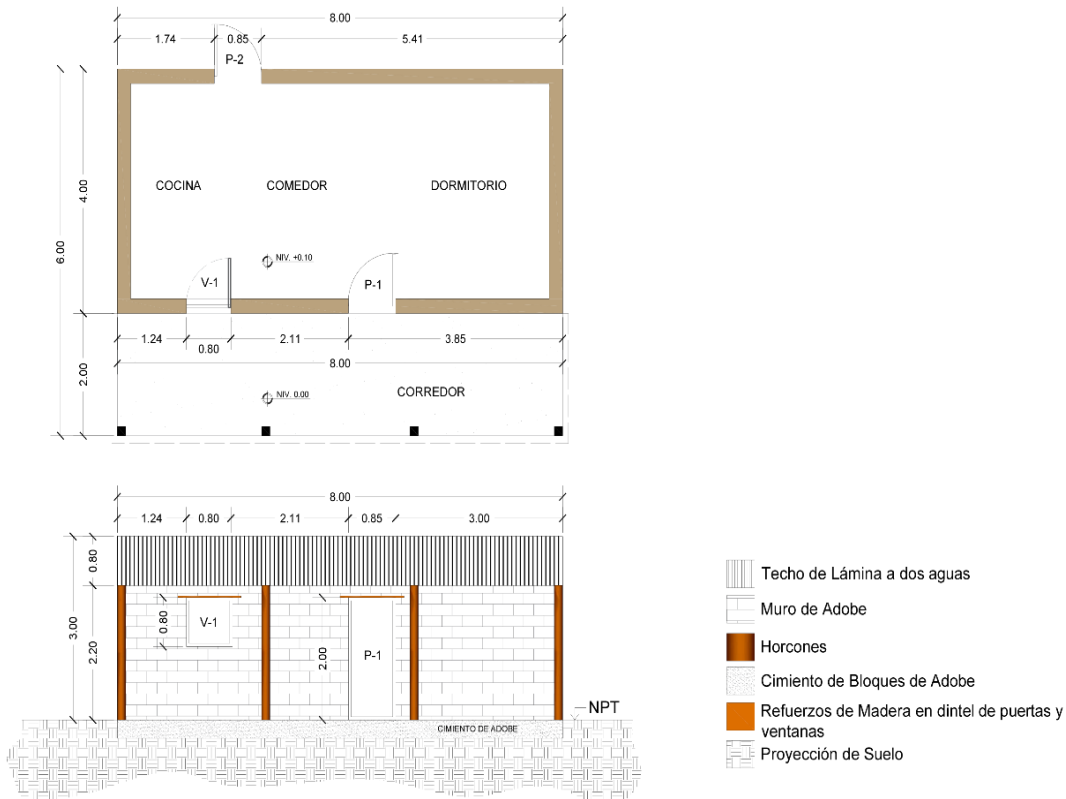 8.00
1.74 0.85 5.41
P-2
4.00
6.00
COCINA COMEDOR DORMITORIO
NIV. +0.10
V-1 P-1
1.24 0.80 2.11 3.85
8.00
2.00
CORREDOR
NIV. 0.00
8.00
1.24 0.80 2.11 0.85 3.00
0.80
3.00
2.20
0.80
V-1
2.00
P-1
NPT
CIMIENTO DE ADOBE
Techo de Lámina a dos aguas
Muro de Adobe
Horcones
Cimiento de Bloques de Adobe
Refuerzos de Madera en dintel de puertas y
ventanas
Proyección de Suelo